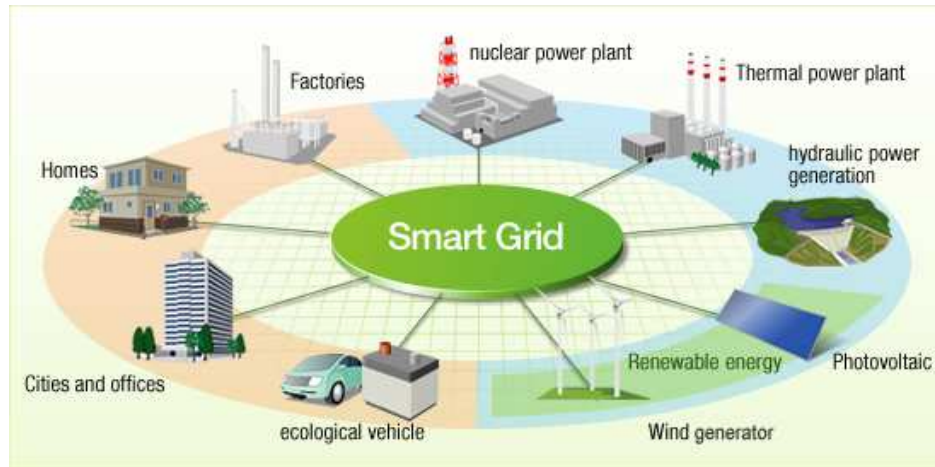 nuclear power plant
Factories
Thermal power plant
Homes
hydraulic power
generation
Smart Grid
Renewable energy
Photovoltaic
Cities and offices
ecological vehicle
Wind generator